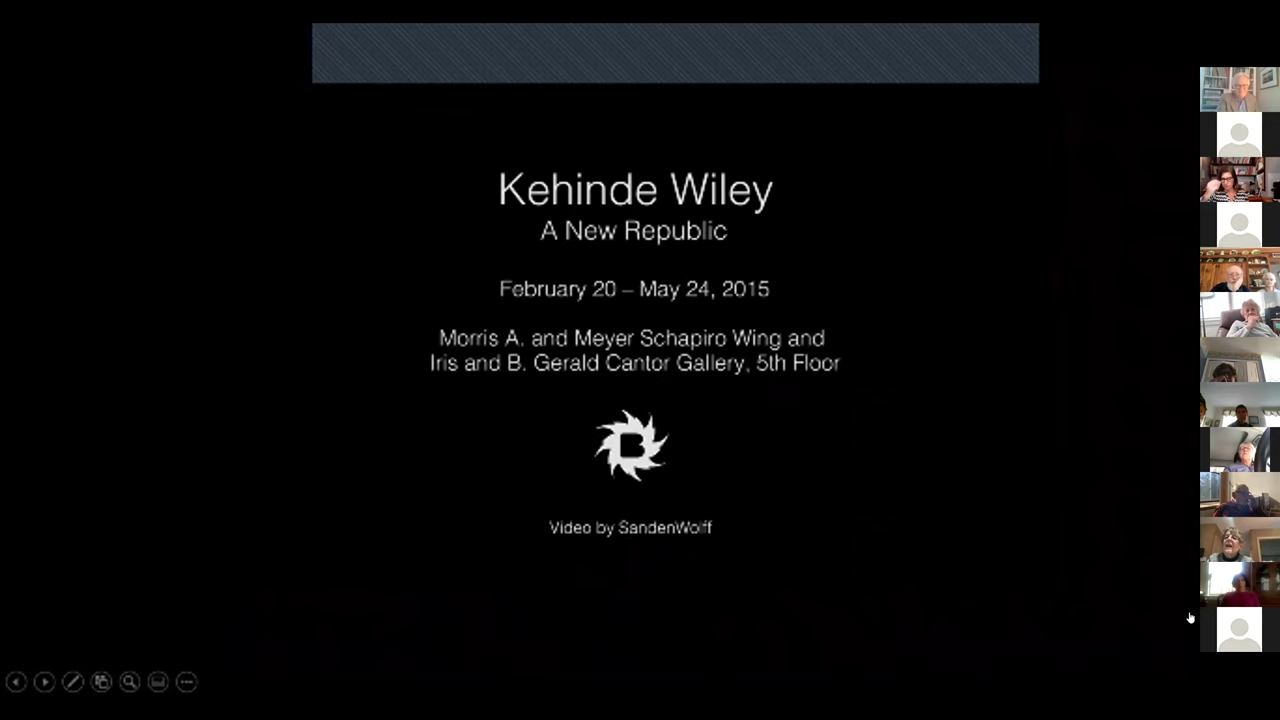 Kehinde Wiley
A New Republic
February 20 – May 24, 2015
Morris A. and Meyer Schapiro Wing and
Iris and B. Gerald Cantor Gallery, 5th Floor
B
Video by SandenWolff